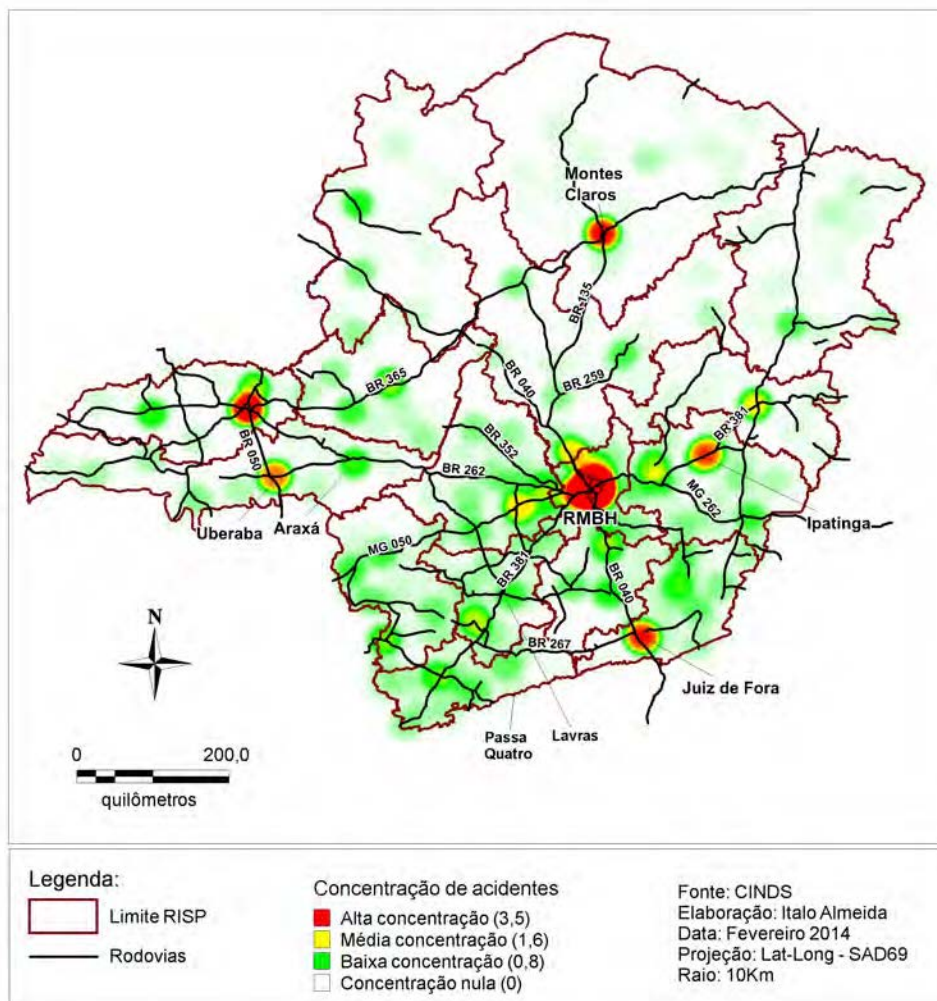 Montes
Claros
BR 135
BR 365
BR 040
BR 259
BR 381
BR 050
BR 352
BR 262
MG 262
RMBH
Uberaba
Araxá
Ipatinga
MG 050
BR 381
BR 040
N
BR 267
Juiz de Fora
Passa
Quatro
Lavras
0
200,0
quilômetros
Legenda:
Limite RISP
Rodovias
Concentração de acidentes
Alta concentração (3,5)
Média concentração (1,6)
Baixa concentração (0,8)
Concentração nula (0)
Fonte: CINDS
Elaboração: Italo Almeida
Data: Fevereiro 2014
Projeção: Lat-Long - SAD69
Raio: 10Km